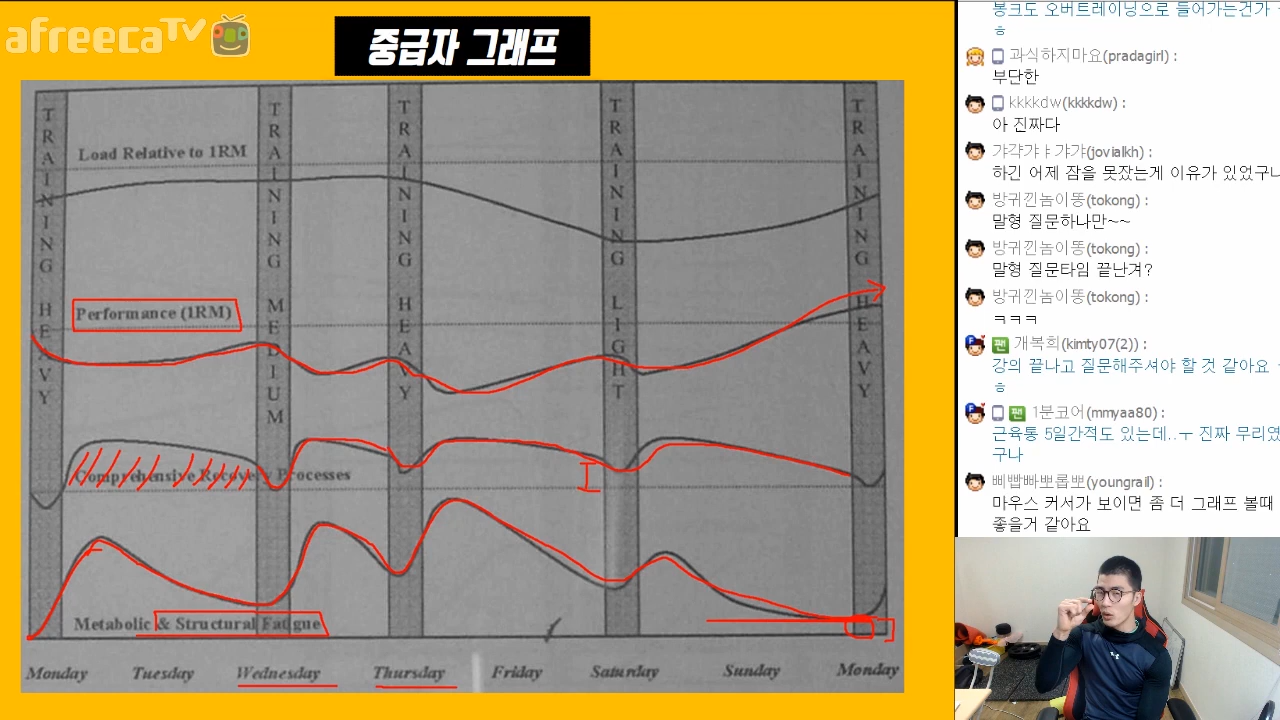 afreecaTV
중급자 그래프
TRAINING HEAVY
TRAINING MEDIUM
TRAINING HEAVY
TRAINING LIGHT
TRAINING HEAVY
Load Relative to 1RM
Performance (1RM)
Comprehensive Recovery Processes
Metabolic & Structural Fatigue
Monday Tuesday Wednesday Thursday Friday Saturday Sunday Monday
봉크도 오버트레이닝으로 들어가는건가
ㅎ
과식하지마요(pradagirl) :
부단한
kkkkdw(kkkkdw) :
아 진짜다
갸각갸ㅑ갸갸(jovialkh) :
하긴 어제 잠을 못잤는게 이유가 있었구나
방귀낀놈이똥(tokong) :
말형 질문하나만~~
방귀낀놈이똥(tokong) :
말형 질문타임 끝난겨?
방귀낀놈이똥(tokong) :
ㅋㅋㅋ
팬 개복희(kimty07(2)) :
강의 끝나고 질문해주셔야 할 것 같아요
ㅎ
팬 1분코어(mmyaa80) :
근육통 5일간적도 있는데..ㅜ 진짜 무리였
구나
삐빱빠뽀롭뽀(youngrail) :
마우스 커서가 보이면 좀 더 그래프 볼때
좋을거 같아요